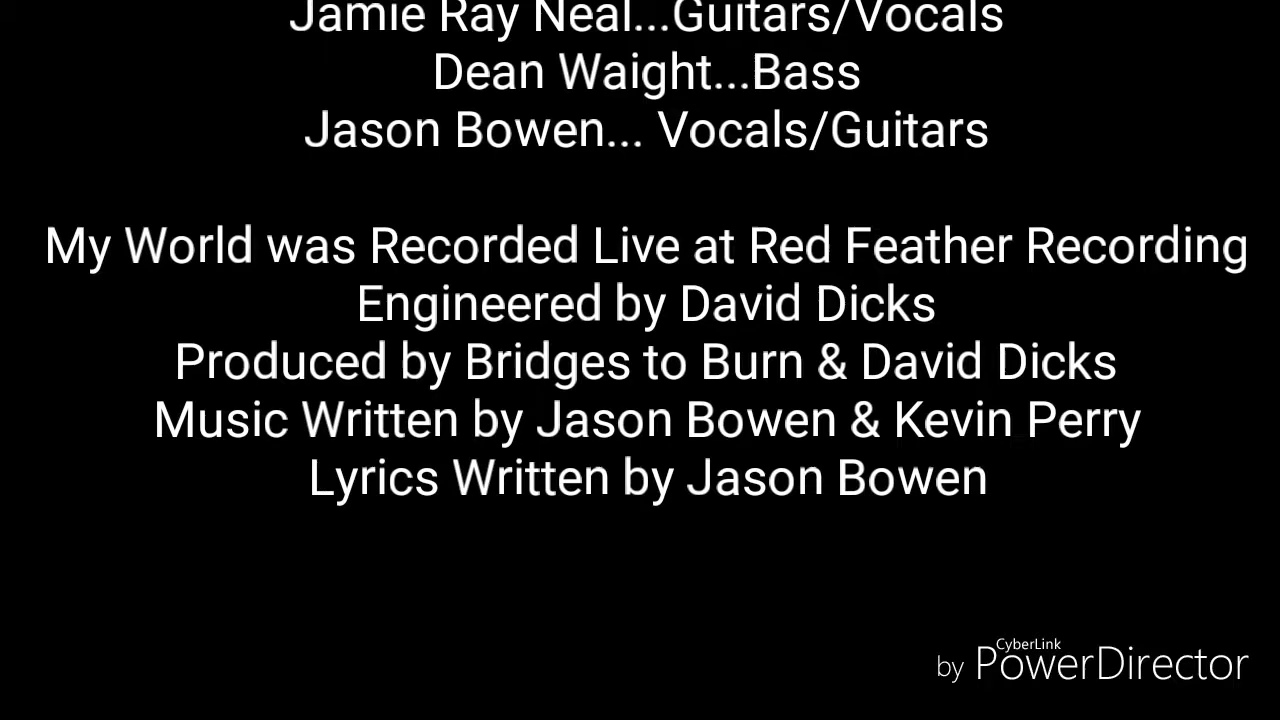 Jamie Ray Neal...Guitars/Vocals
Dean Waight...Bass
Jason Bowen... Vocals/Guitars
My World was Recorded Live at Red Feather Recording
Engineered by David Dicks
Produced by Bridges to Burn & David Dicks
Music Written by Jason Bowen & Kevin Perry
Lyrics Written by Jason Bowen
CyberLink
by PowerDirector